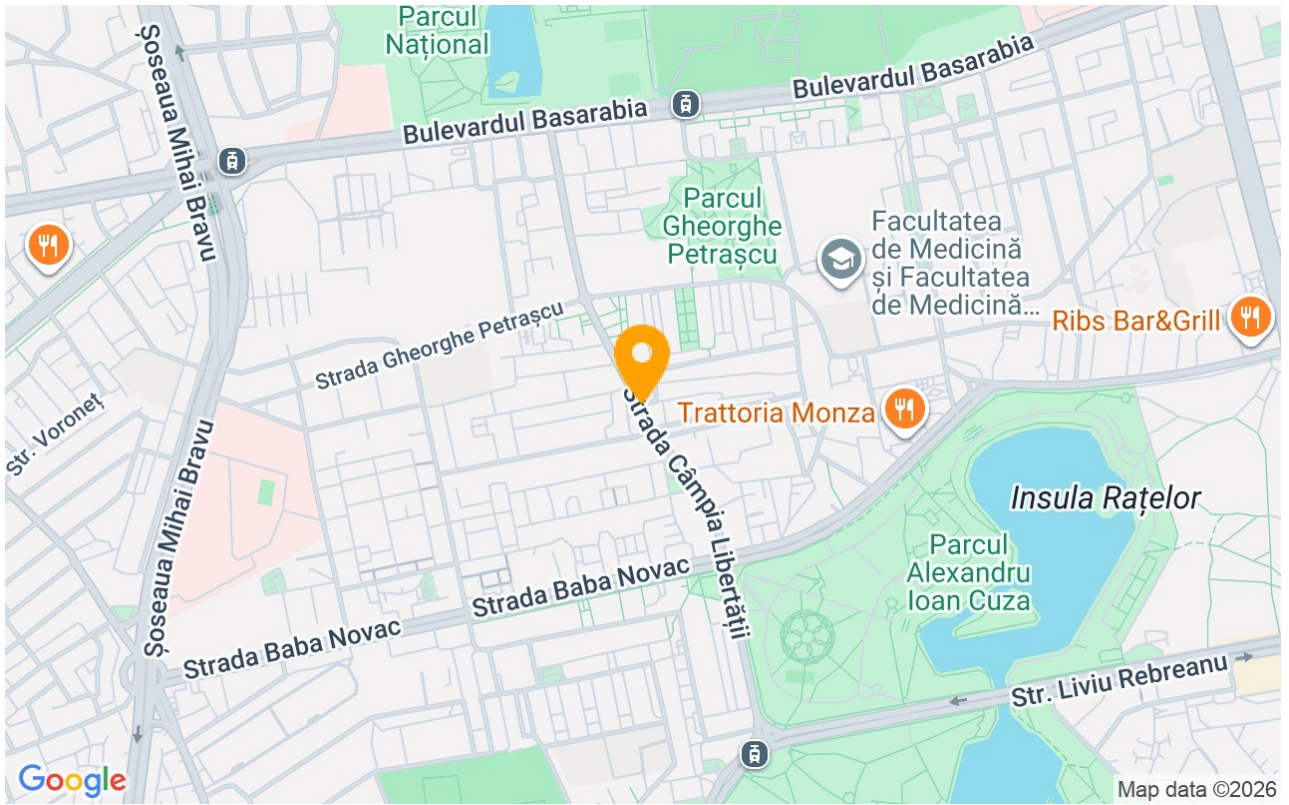 Parcul
Național
Șoseaua Mihai Bravu
Bulevardul Basarabia
Bulevardul Basarabia
Parcul
Gheorghe
Petrașcu
Facultatea
de Medicină
și Facultatea
de Medicină...
Strada Gheorghe Petrașcu
Ribs Bar&Grill
Str. Voroneț
Trattoria Monza
Șoseaua Mihai Bravu
Strada Câmpia Libertății
Insula Rațelor
Parcul
Alexandru
Ioan Cuza
Strada Baba Novac
Strada Baba Novac
Str. Liviu Rebreanu
Google
Map data ©2026